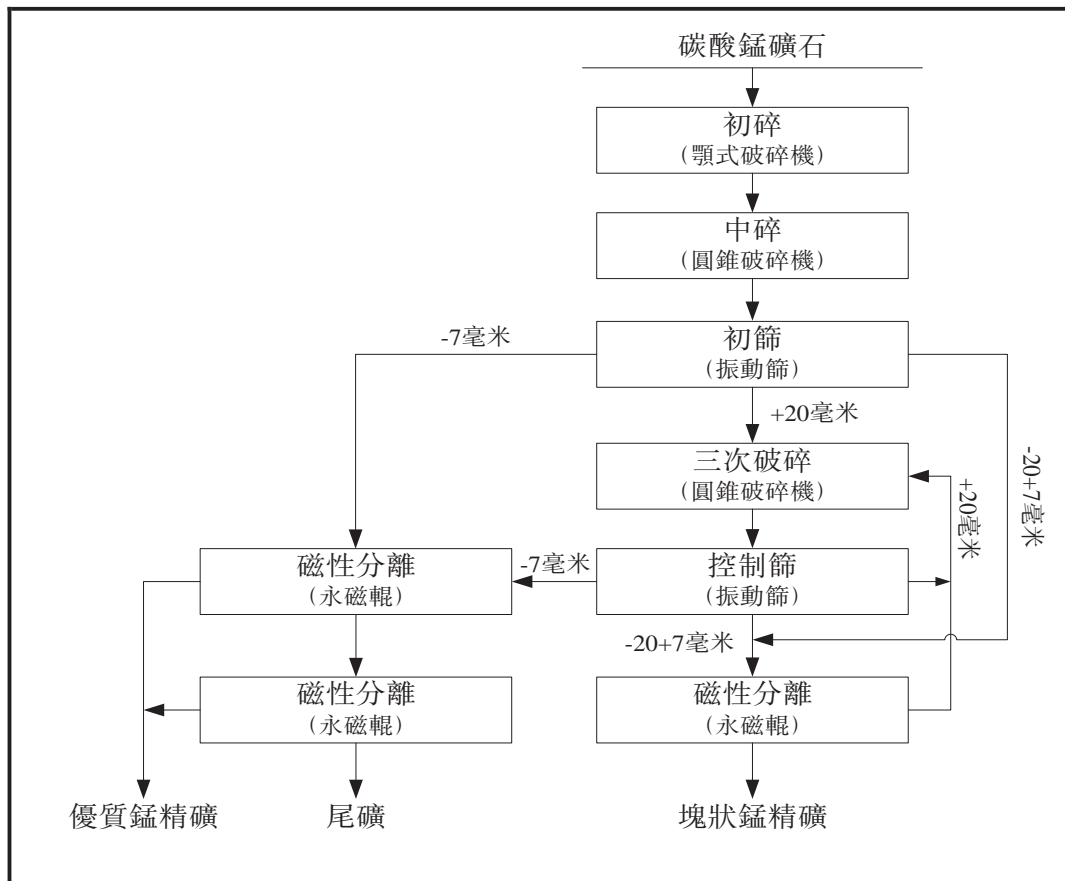 碳酸錳礦石
初碎
（顎式破碎機）
中碎
（圓錐破碎機）
初篩
（振動篩）
-7毫米
+20毫米
-20+7毫米
三次破碎
（圓錐破碎機）
+20毫米
控制篩
（振動篩）
-7毫米
磁性分離
（永磁輥）
-20+7毫米
磁性分離
（永磁輥）
磁性分離
（永磁輥）
優質錳精礦
尾礦
塊狀錳精礦